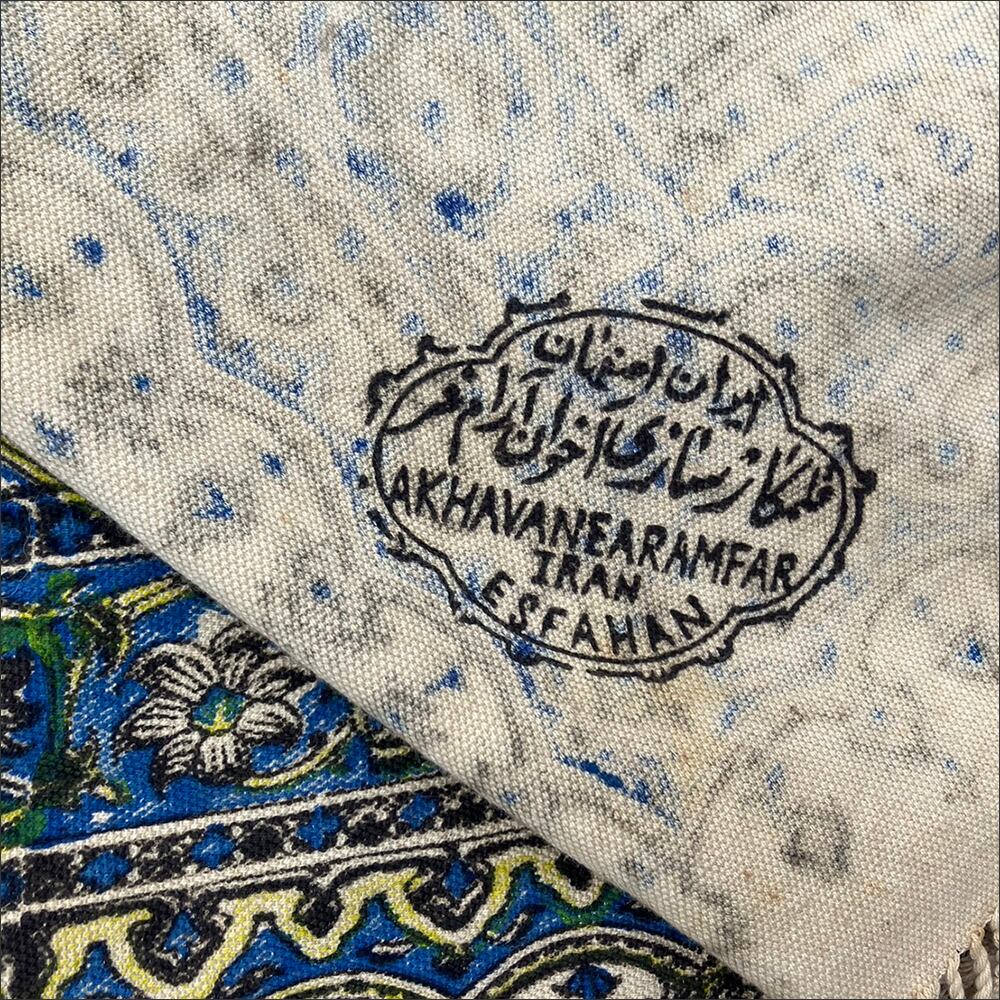 ایران اصفهان
قلمکارسازی اخوان آرام فر
AKHAVANEARAMFAR
IRAN
ESFAHAN